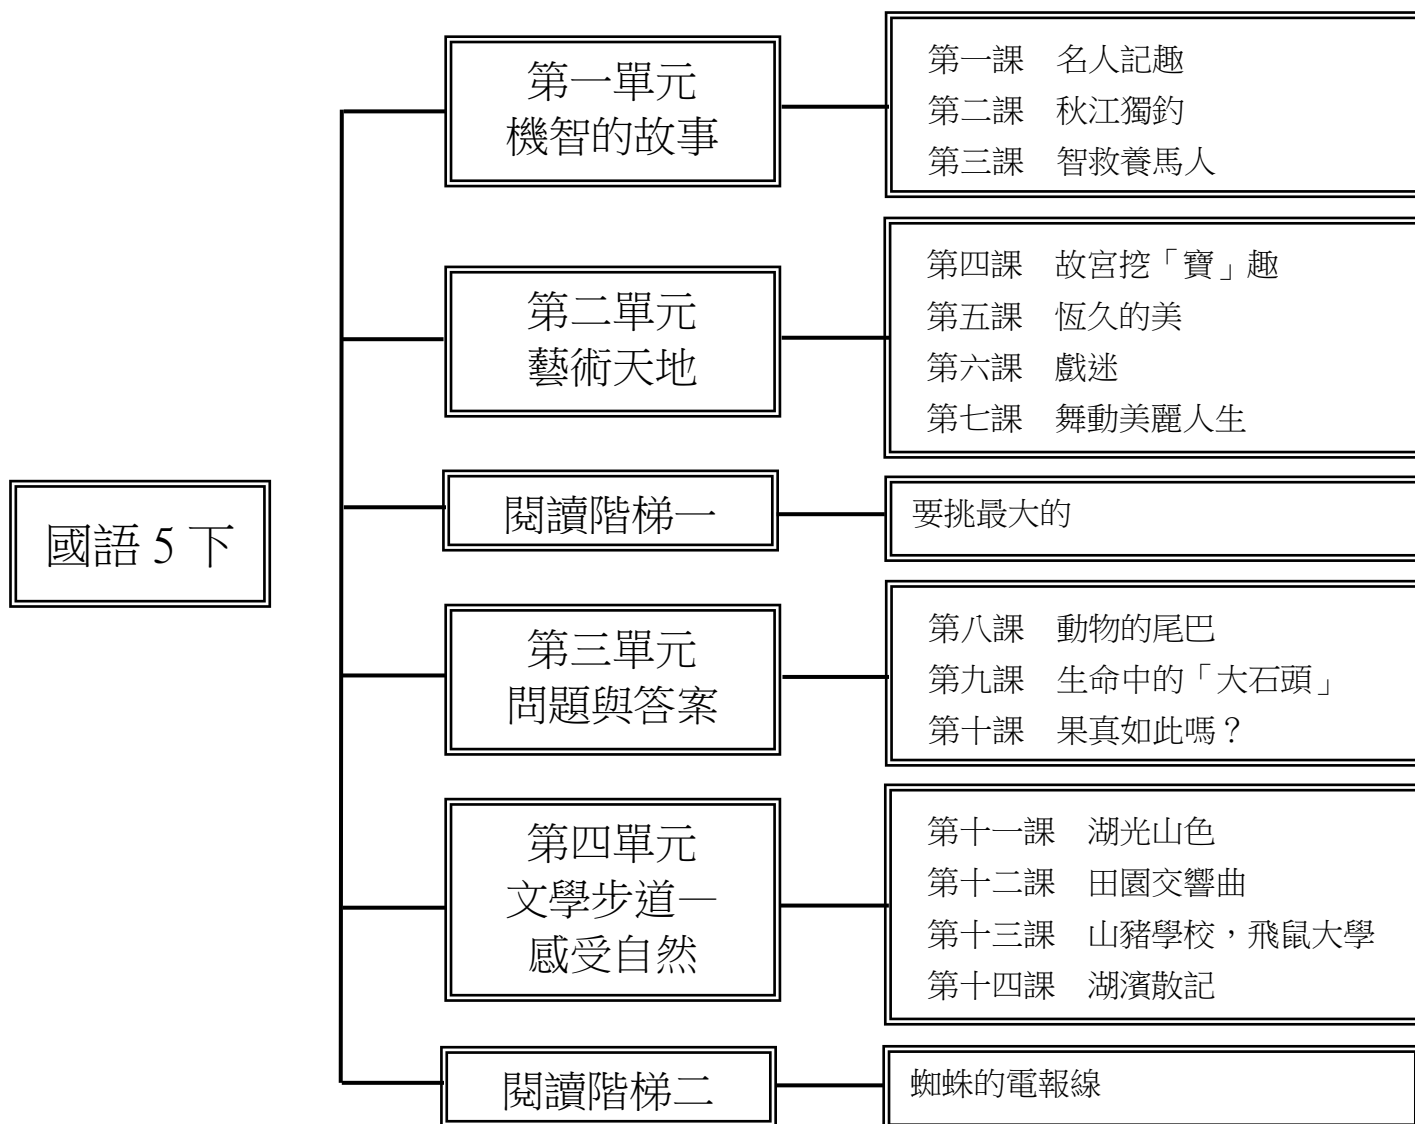 國語 5 下
第一單元
機智的故事
第一課　名人記趣
第二課　秋江獨釣
第三課　智救養馬人
第二單元
藝術天地
第四課　故宮挖「寶」趣
第五課　恆久的美
第六課　戲迷
第七課　舞動美麗人生
閱讀階梯一
要挑最大的
第三單元
問題與答案
第八課　動物的尾巴
第九課　生命中的「大石頭」
第十課　果真如此嗎？
第四單元
文學步道—
感受自然
第十一課　湖光山色
第十二課　田園交響曲
第十三課　山豬學校，飛鼠大學
第十四課　湖濱散記
閱讀階梯二
蜘蛛的電報線